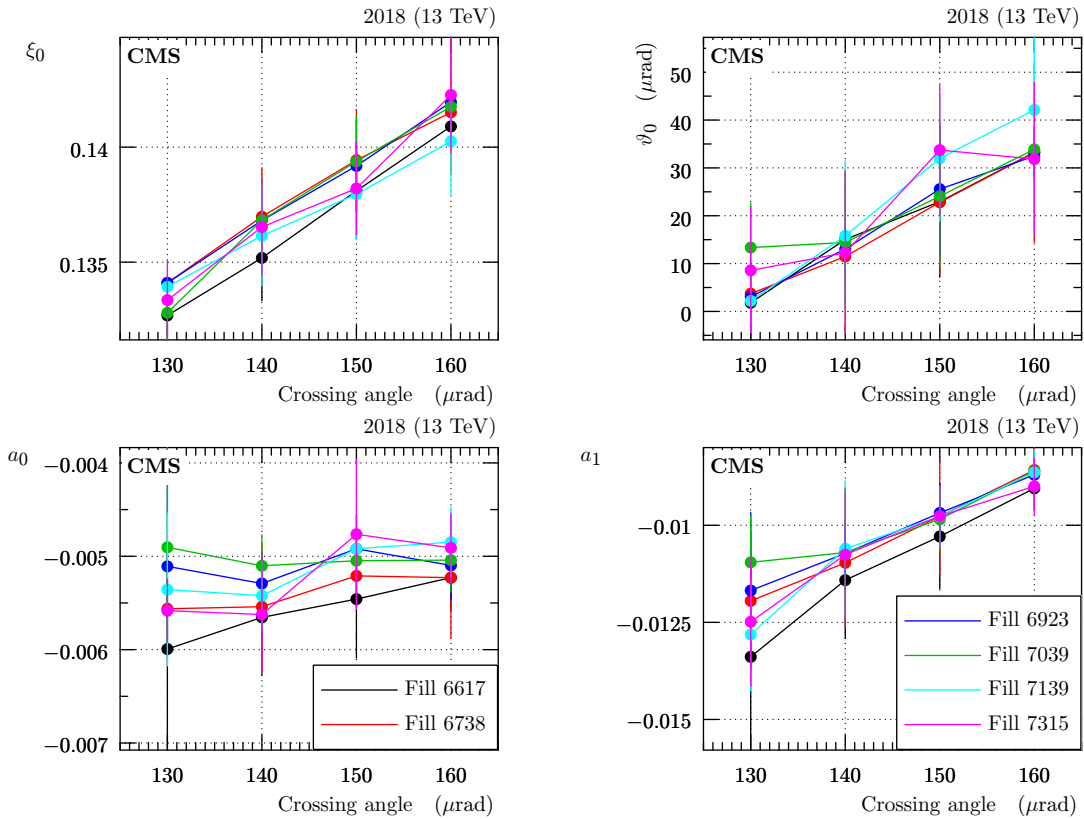 2018 (13 TeV)
ξ₀
CMS
0.14
0.135
130 140 150 160
Crossing angle (μrad)
2018 (13 TeV)
ϑ₀ (μrad)
CMS
50
40
30
20
10
0
130 140 150 160
Crossing angle (μrad)
2018 (13 TeV)
a₀
CMS
−0.004
−0.005
−0.006
−0.007
Fill 6617
Fill 6738
130 140 150 160
Crossing angle (μrad)
2018 (13 TeV)
a₁
CMS
−0.01
−0.0125
−0.015
Fill 6923
Fill 7039
Fill 7139
Fill 7315
130 140 150 160
Crossing angle (μrad)